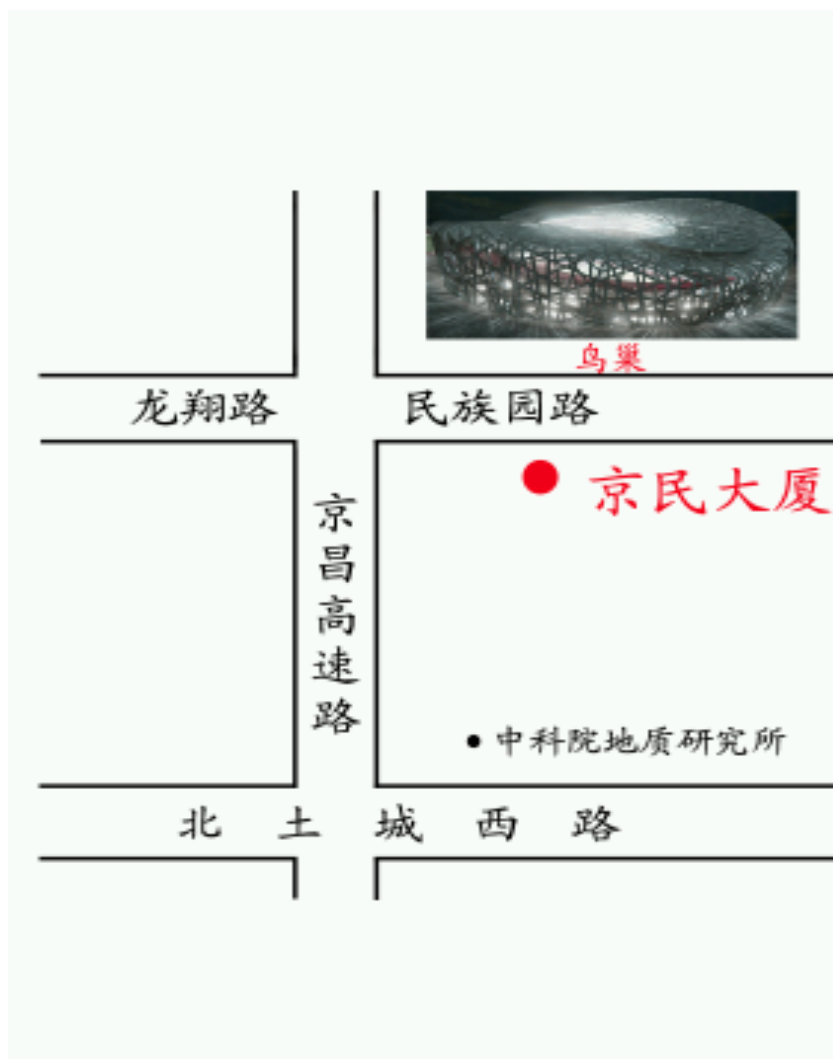 鸟巢
龙翔路
民族园路
京民大厦
京昌高速路
中科院地质研究所
北土城西路